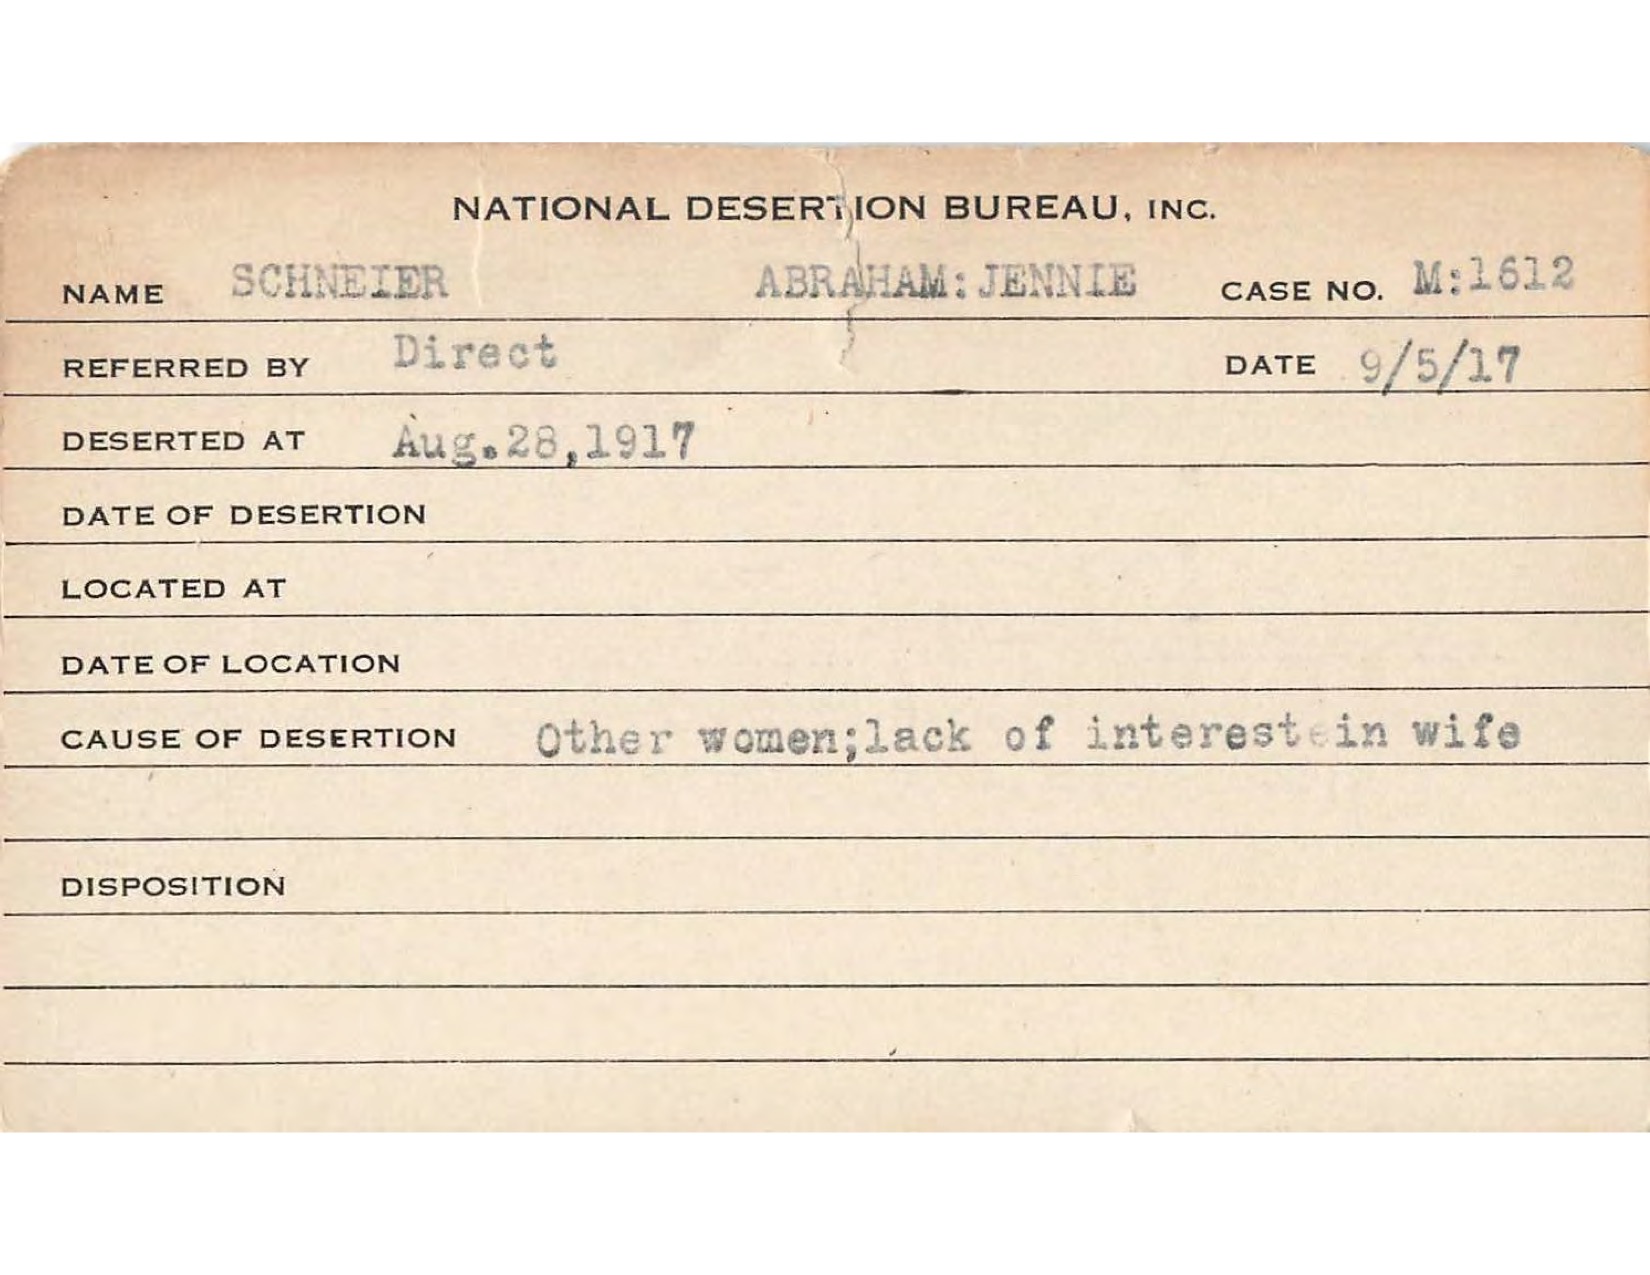 NATIONAL DESERTION BUREAU, INC.
NAME SCHNEIER ABRAHAM:JENNIE CASE NO. M:1612
REFERRED BY Direct DATE 9/5/17
DESERTED AT Aug.28,1917
DATE OF DESERTION
LOCATED AT
DATE OF LOCATION
CAUSE OF DESERTION Other women;lack of interest in wife
DISPOSITION